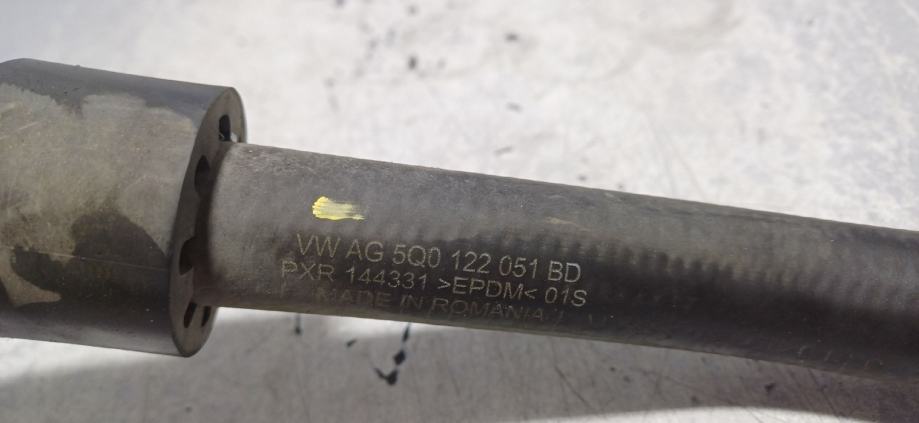 VW AG 5Q0 122 051 BD
PXR 144331 >EPDM< 01S
MADE IN ROMANIA